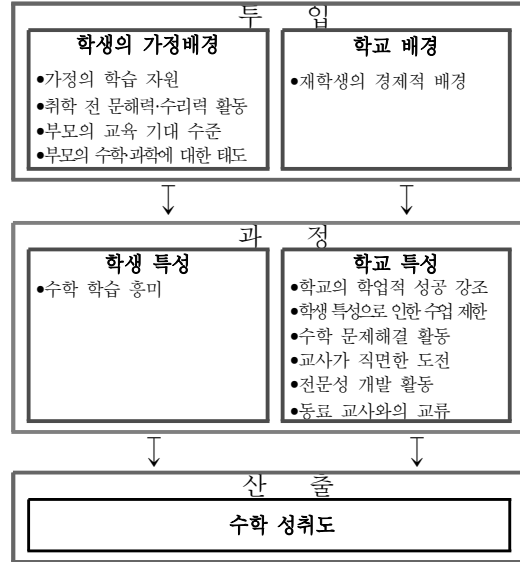 투 입
학생의 가정배경
●가정의 학습 자원
●취학 전 문해력·수리력 활동
●부모의 교육 기대 수준
●부모의 수학·과학에 대한 태도
학교 배경
●재학생의 경제적 배경
과 정
학생 특성
●수학 학습 흥미
학교 특성
●학교의 학업적 성공 강조
●학생 특성으로 인한 수업 제한
●수학 문제해결 활동
●교사가 직면한 도전
●전문성 개발 활동
●동료 교사와의 교류
산 출
수학 성취도